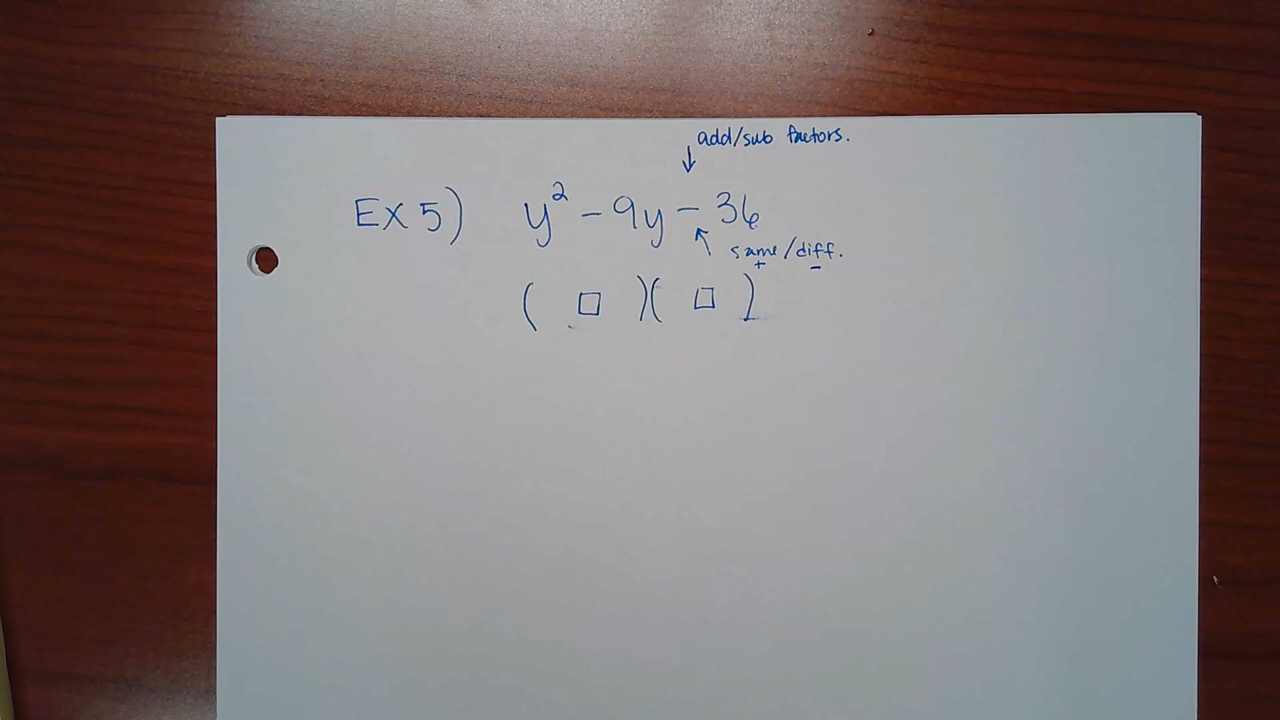 add/sub factors.
EX 5) y² - 9y - 36
same/diff.
+ -
( □ )( □ )